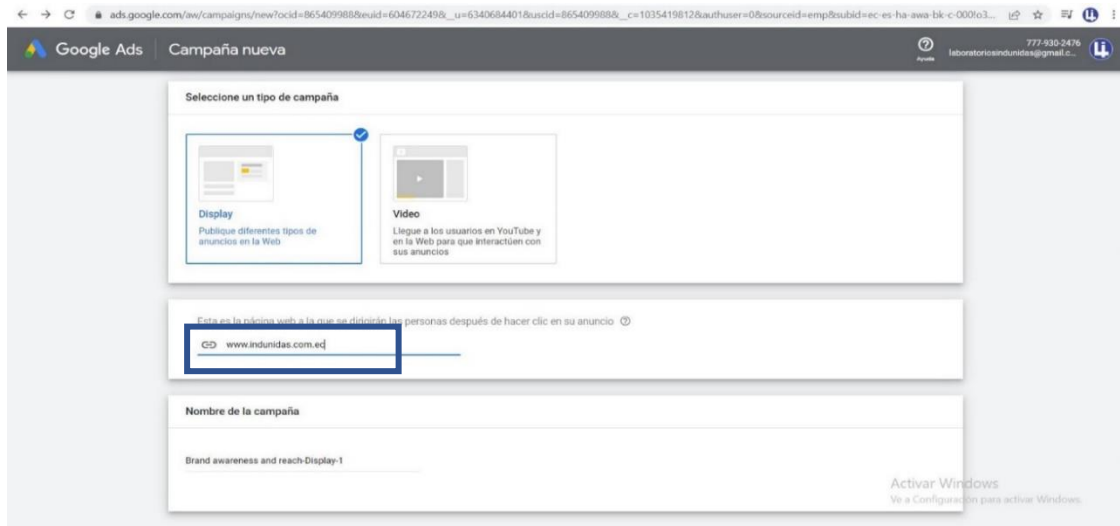 ads.google.com/aw/campaigns/new?ocid=865409988&euid=604672249&__u=6340684401&uscid=865409988&__c=1035419812&authuser=0&sourceid=emp&subid=ec-es-ha-awa-bk-c-000!o3...
Google Ads
Campaña nueva
Ayuda
777-930-2476
laboratoriosindunidas@gmail.c...
Seleccione un tipo de campaña
Display
Publique diferentes tipos de
anuncios en la Web
Video
Llegue a los usuarios en YouTube y
en la Web para que interactúen con
sus anuncios
Esta es la página web a la que se dirigirán las personas después de hacer clic en su anuncio
www.indunidas.com.ec
Nombre de la campaña
Brand awareness and reach-Display-1
Activar Windows
Ve a Configuración para activar Windows.